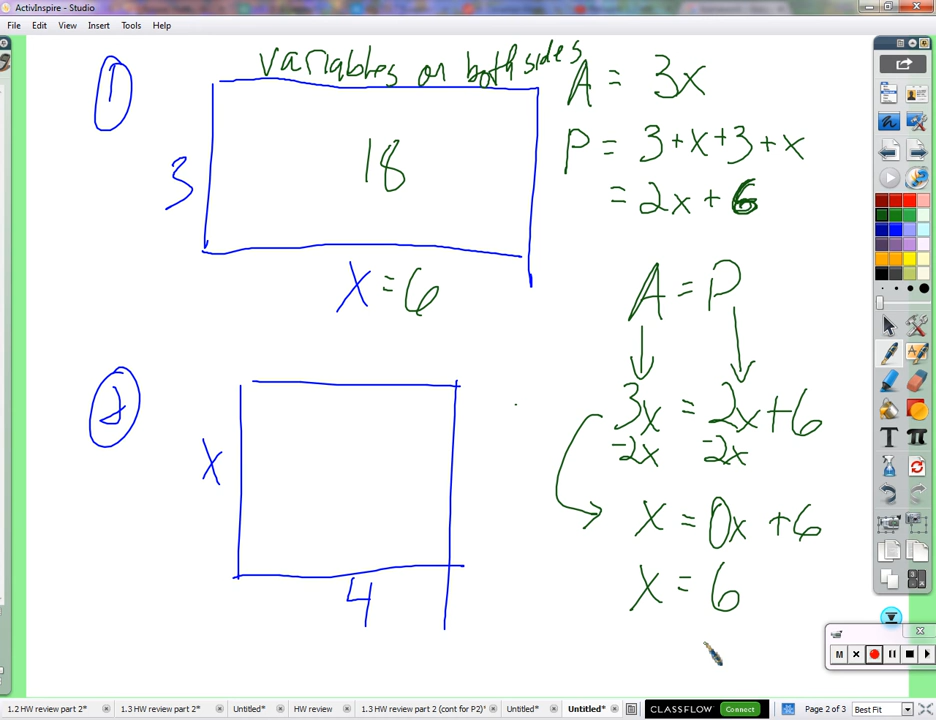 ActivInspire - Studio
File Edit View Insert Tools Help
variables on both sides
1
3
18
x = 6
A = 3x
P = 3+x+3+x
= 2x + 6
A = P
3x = 2x+6
-2x -2x
x = 0x +6
x = 6
2
x
4
M
1.2 HW review part 2* 1.3 HW review part 2* Untitled* HW review 1.3 HW review part 2 (cont for P2)* Untitled* Untitled* CLASSFLOW Connect Page 2 of 3 Best Fit